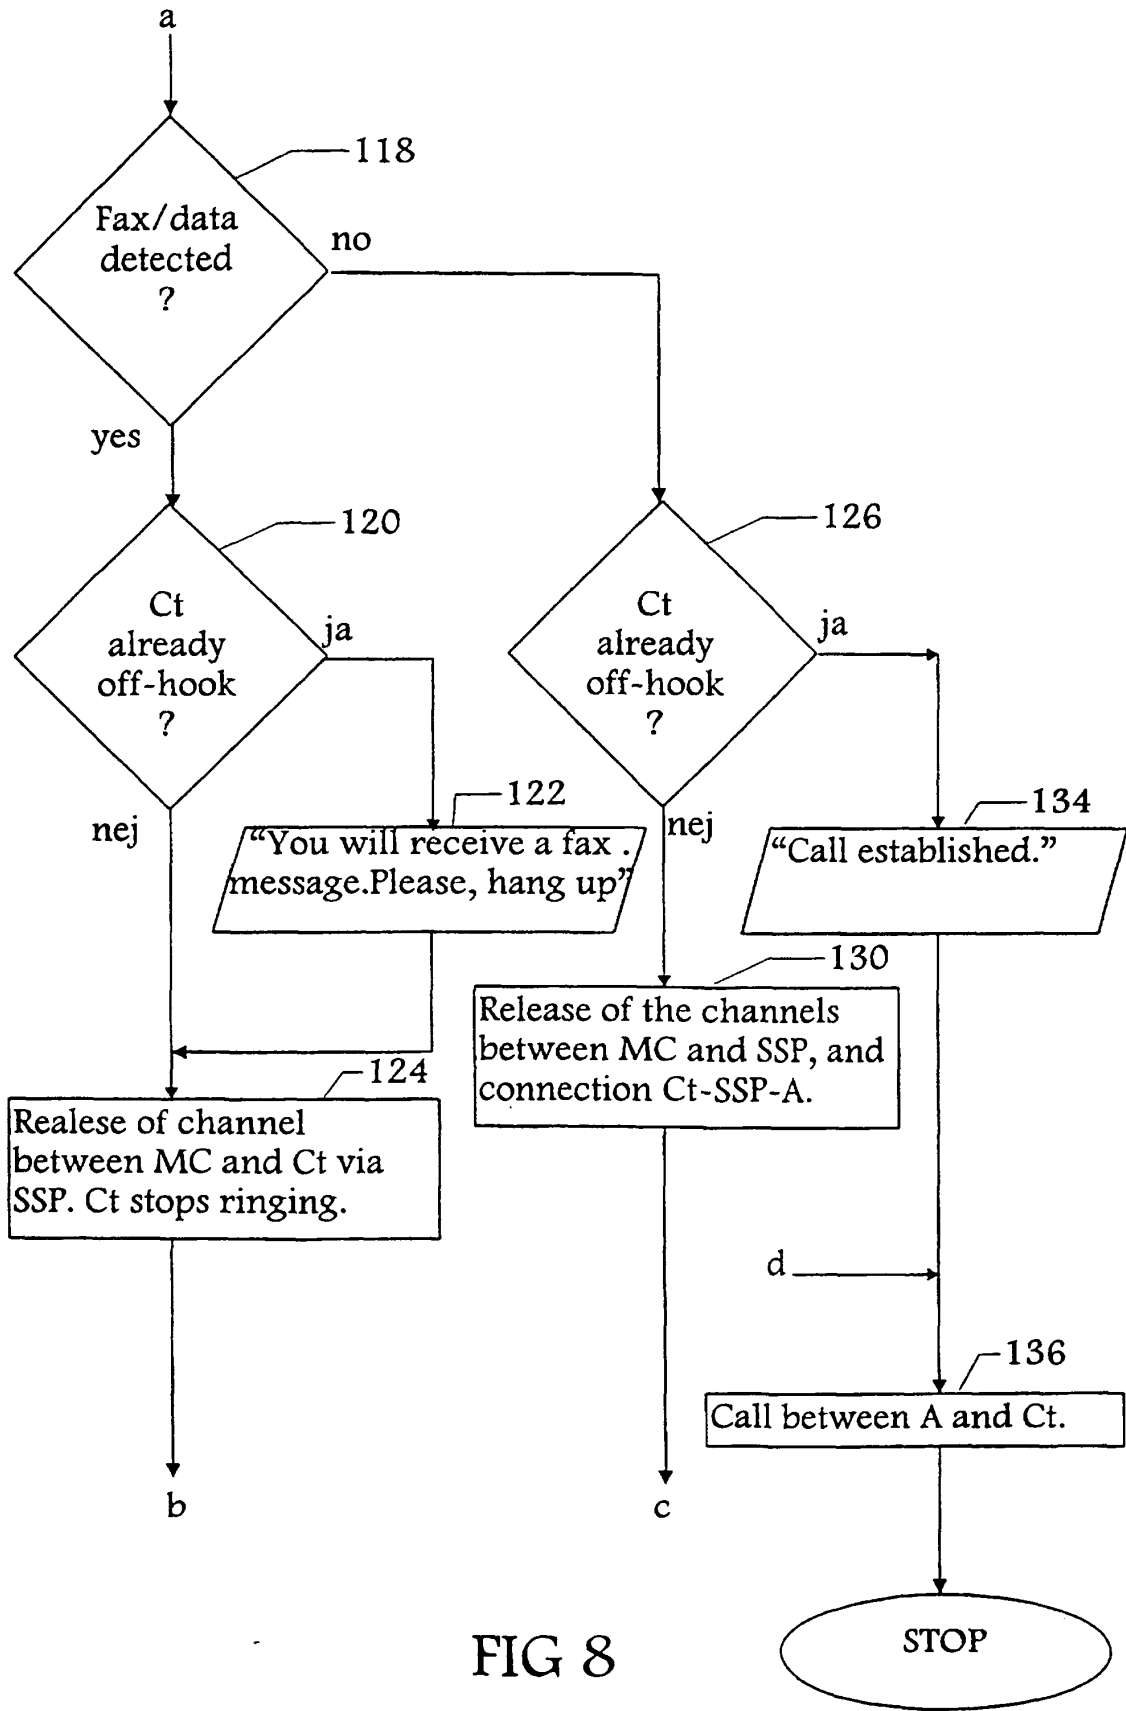 a
118
Fax/data
detected
?
no
yes
120
Ct
already
off-hook
?
ja
nej
126
Ct
already
off-hook
?
ja
nej
122
“You will receive a fax .
message.Please, hang up”
134
“Call established.”
130
Release of the channels
between MC and SSP, and
connection Ct-SSP-A.
124
Realese of channel
between MC and Ct via
SSP. Ct stops ringing.
d
136
Call between A and Ct.
b
c
STOP
FIG 8